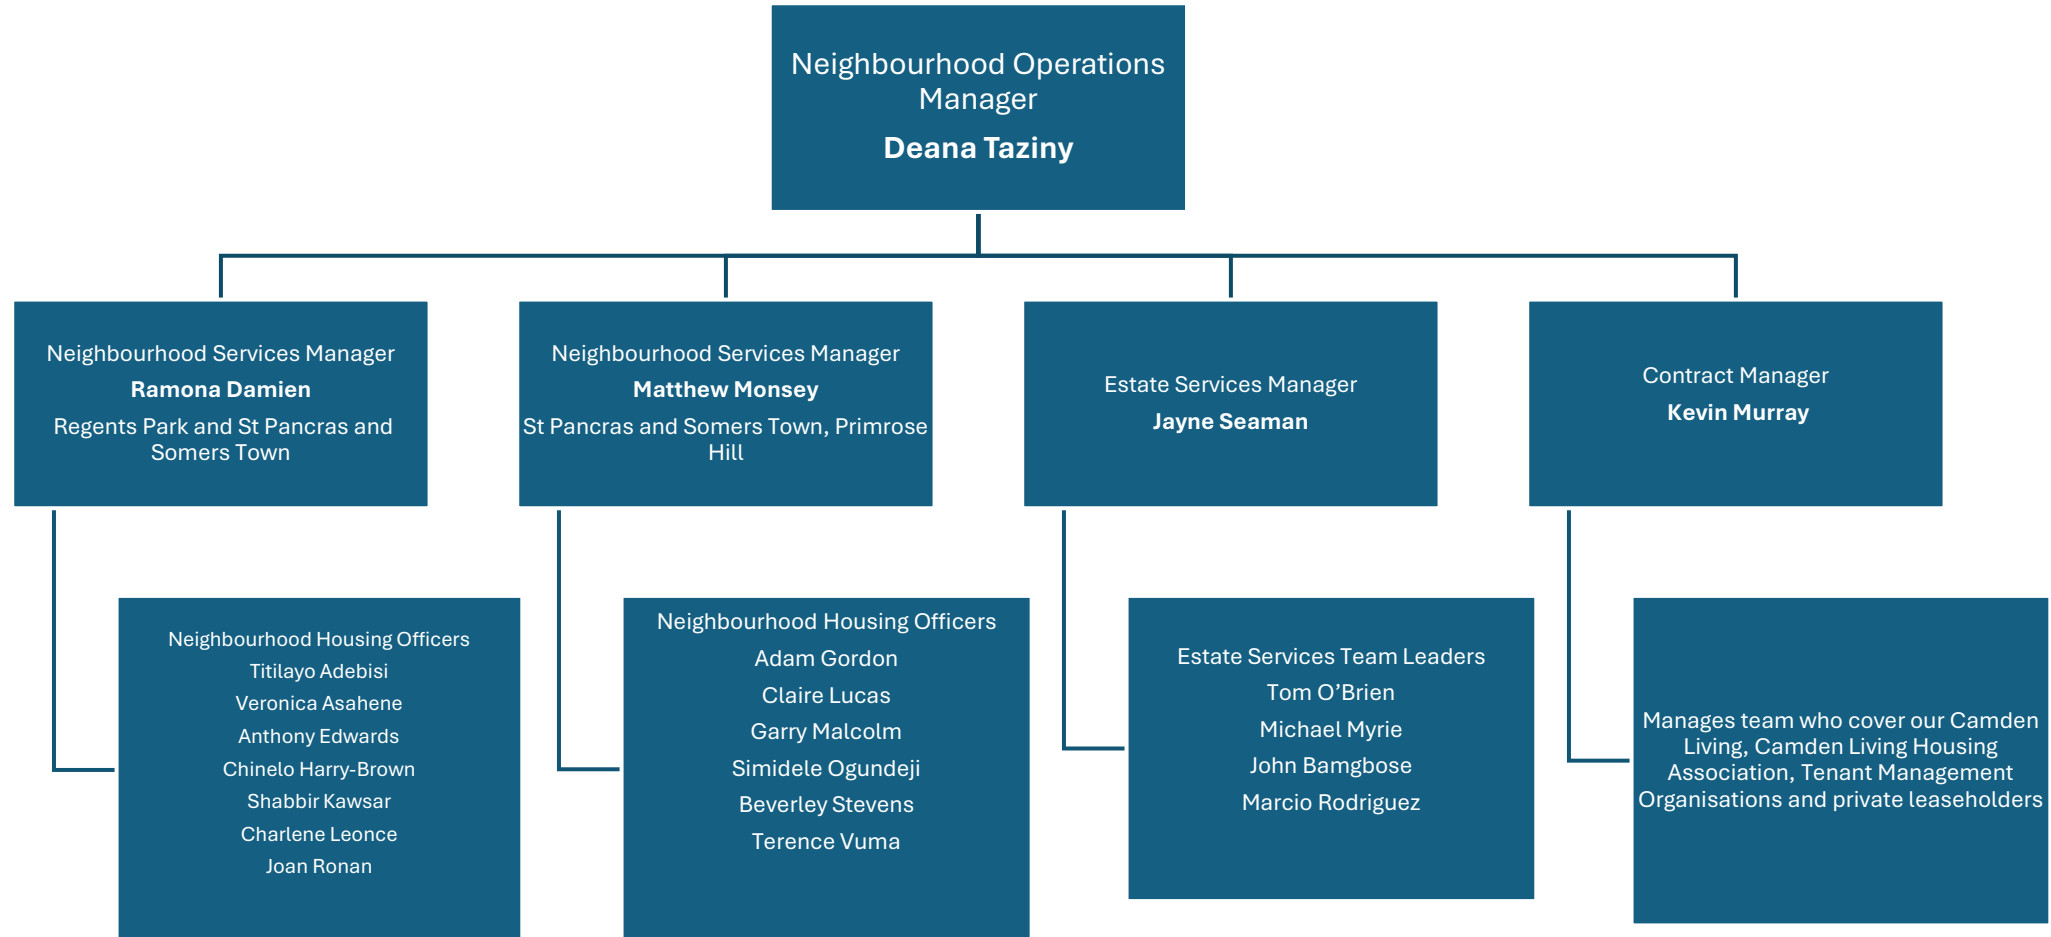 Neighbourhood Operations
Manager
Deana Taziny
Neighbourhood Services Manager
Ramona Damien
Regents Park and St Pancras and
Somers Town
Neighbourhood Services Manager
Matthew Monsey
St Pancras and Somers Town, Primrose
Hill
Estate Services Manager
Jayne Seaman
Contract Manager
Kevin Murray
Neighbourhood Housing Officers
Titilayo Adebisi
Veronica Asahene
Anthony Edwards
Chinelo Harry-Brown
Shabbir Kawsar
Charlene Leonce
Joan Ronan
Neighbourhood Housing Officers
Adam Gordon
Claire Lucas
Garry Malcolm
Simidele Ogundeji
Beverley Stevens
Terence Vuma
Estate Services Team Leaders
Tom O’Brien
Michael Myrie
John Bamgbose
Marcio Rodriguez
Manages team who cover our Camden
Living, Camden Living Housing
Association, Tenant Management
Organisations and private leaseholders